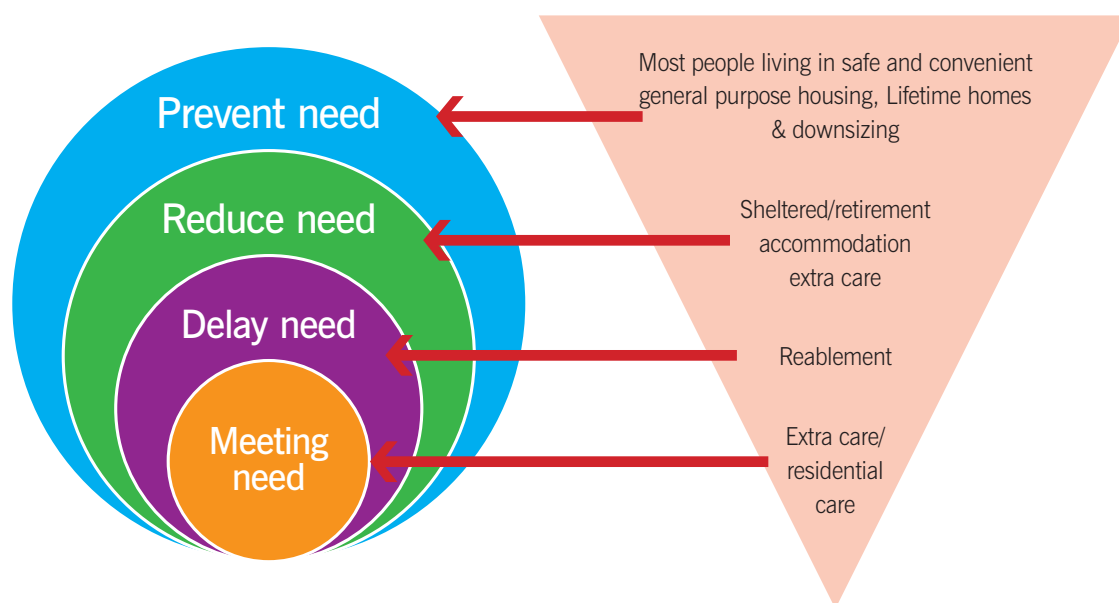 Prevent need
Reduce need
Delay need
Meeting
need
Most people living in safe and convenient
general purpose housing, Lifetime homes
& downsizing
Sheltered/retirement
accommodation
extra care
Reablement
Extra care/
residential
care